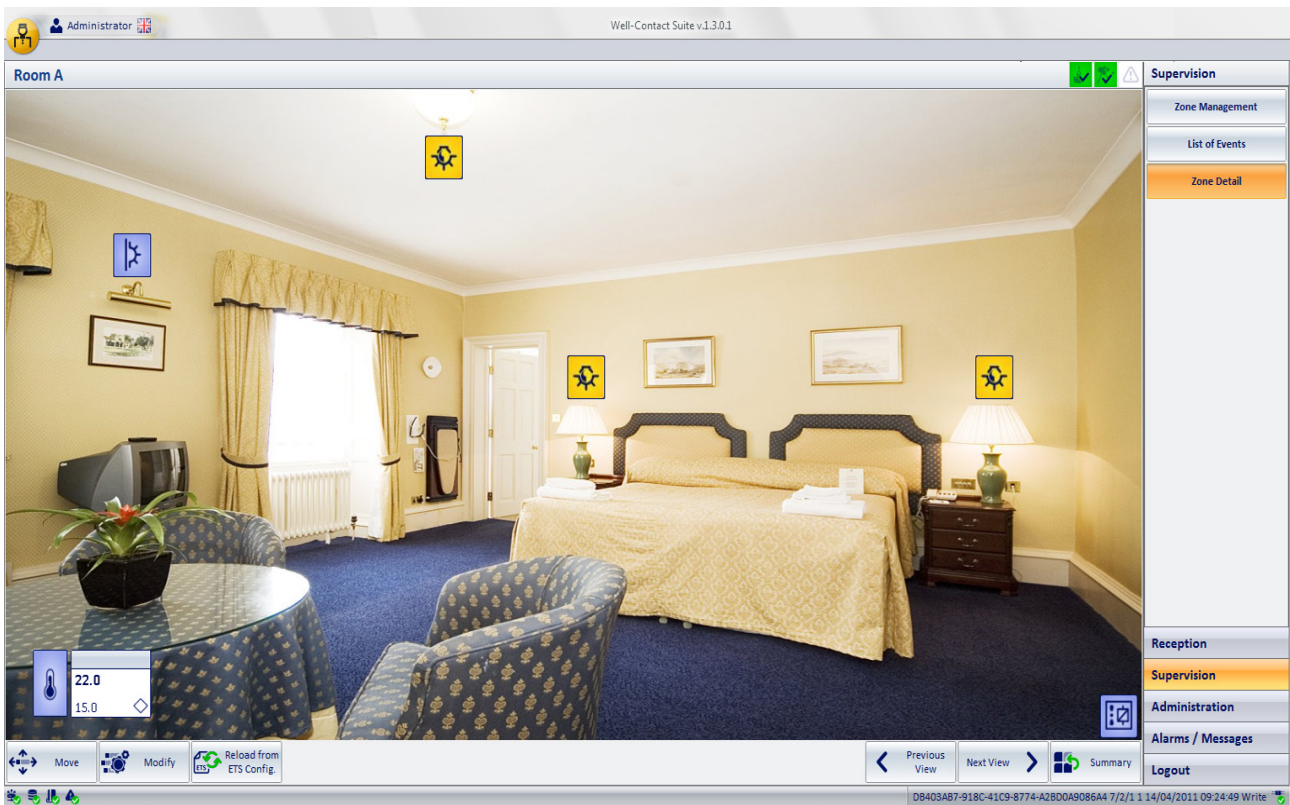 Administrator
Well-Contact Suite v.1.3.0.1
Room A
Supervision
Zone Management
List of Events
Zone Detail
22.0
15.0
Reception
Supervision
Administration
Alarms / Messages
Logout
Move
Modify
ETS
Reload from
ETS Config.
Previous
View
Next View
Summary
DB403AB7-918C-41C9-8774-A2BD0A9086A4 7/2/1 1 14/04/2011 09:24:49 Write